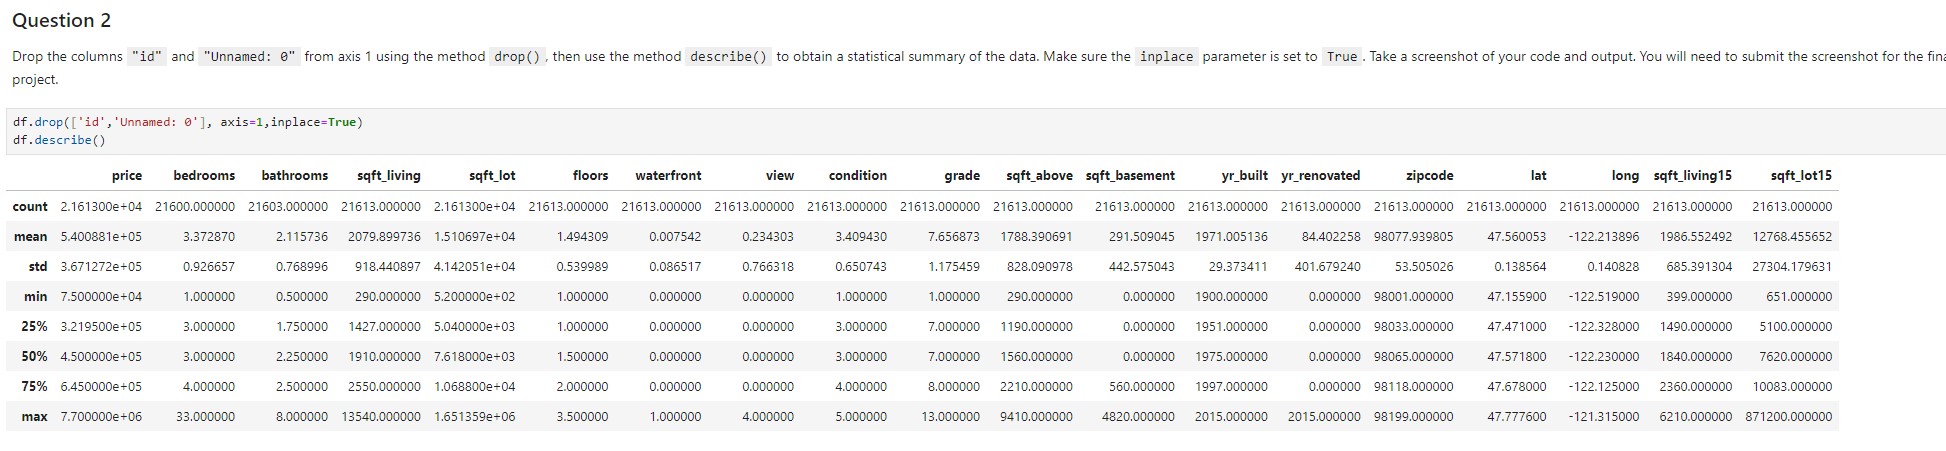 Question 2
Drop the columns "id" and "Unnamed: 0" from axis 1 using the method drop() , then use the method describe() to obtain a statistical summary of the data. Make sure the inplace parameter is set to True . Take a screenshot of your code and output. You will need to submit the screenshot for the fina
project.
df.drop(['id','Unnamed: 0'], axis=1,inplace=True)
df.describe()
price bedrooms bathrooms sqft_living sqft_lot floors waterfront view condition grade sqft_above sqft_basement yr_built yr_renovated zipcode lat long sqft_living15 sqft_lot15
count 2.161300e+04 21600.000000 21603.000000 21613.000000 2.161300e+04 21613.000000 21613.000000 21613.000000 21613.000000 21613.000000 21613.000000 21613.000000 21613.000000 21613.000000 21613.000000 21613.000000 21613.000000 21613.000000 21613.000000
mean 5.400881e+05 3.372870 2.115736 2079.899736 1.510697e+04 1.494309 0.007542 0.234303 3.409430 7.656873 1788.390691 291.509045 1971.005136 84.402258 98077.939805 47.560053 -122.213896 1986.552492 12768.455652
std 3.671272e+05 0.926657 0.768996 918.440897 4.142051e+04 0.539989 0.086517 0.766318 0.650743 1.175459 828.090978 442.575043 29.373411 401.679240 53.505026 0.138564 0.140828 685.391304 27304.179631
min 7.500000e+04 1.000000 0.500000 290.000000 5.200000e+02 1.000000 0.000000 0.000000 1.000000 1.000000 290.000000 0.000000 1900.000000 0.000000 98001.000000 47.155900 -122.519000 399.000000 651.000000
25% 3.219500e+05 3.000000 1.750000 1427.000000 5.040000e+03 1.000000 0.000000 0.000000 3.000000 7.000000 1190.000000 0.000000 1951.000000 0.000000 98033.000000 47.471000 -122.328000 1490.000000 5100.000000
50% 4.500000e+05 3.000000 2.250000 1910.000000 7.618000e+03 1.500000 0.000000 0.000000 3.000000 7.000000 1560.000000 0.000000 1975.000000 0.000000 98065.000000 47.571800 -122.230000 1840.000000 7620.000000
75% 6.450000e+05 4.000000 2.500000 2550.000000 1.068800e+04 2.000000 0.000000 0.000000 4.000000 8.000000 2210.000000 560.000000 1997.000000 0.000000 98118.000000 47.678000 -122.125000 2360.000000 10083.000000
max 7.700000e+06 33.000000 8.000000 13540.000000 1.651359e+06 3.500000 1.000000 4.000000 5.000000 13.000000 9410.000000 4820.000000 2015.000000 2015.000000 98199.000000 47.777600 -121.315000 6210.000000 871200.000000